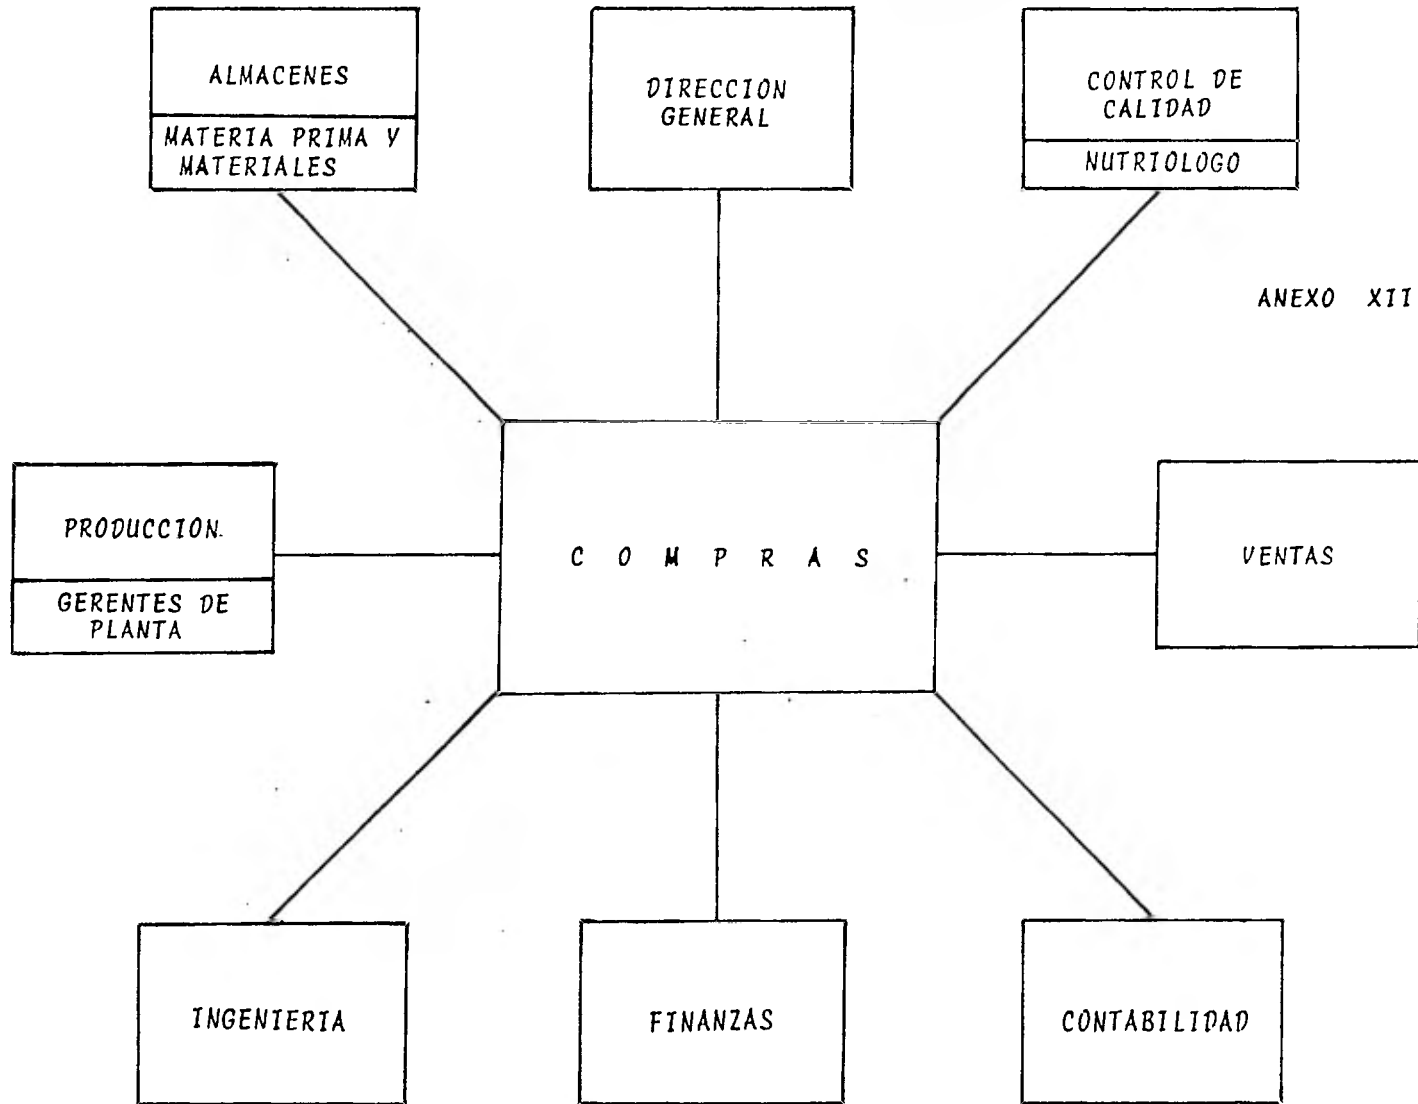 ALMACENES
MATERIA PRIMA Y
MATERIALES
DIRECCION
GENERAL
CONTROL DE
CALIDAD
NUTRIOLOGO
ANEXO XII
PRODUCCION.
GERENTES DE
PLANTA
C O M P R A S
VENTAS
INGENIERIA
FINANZAS
CONTABILIDAD